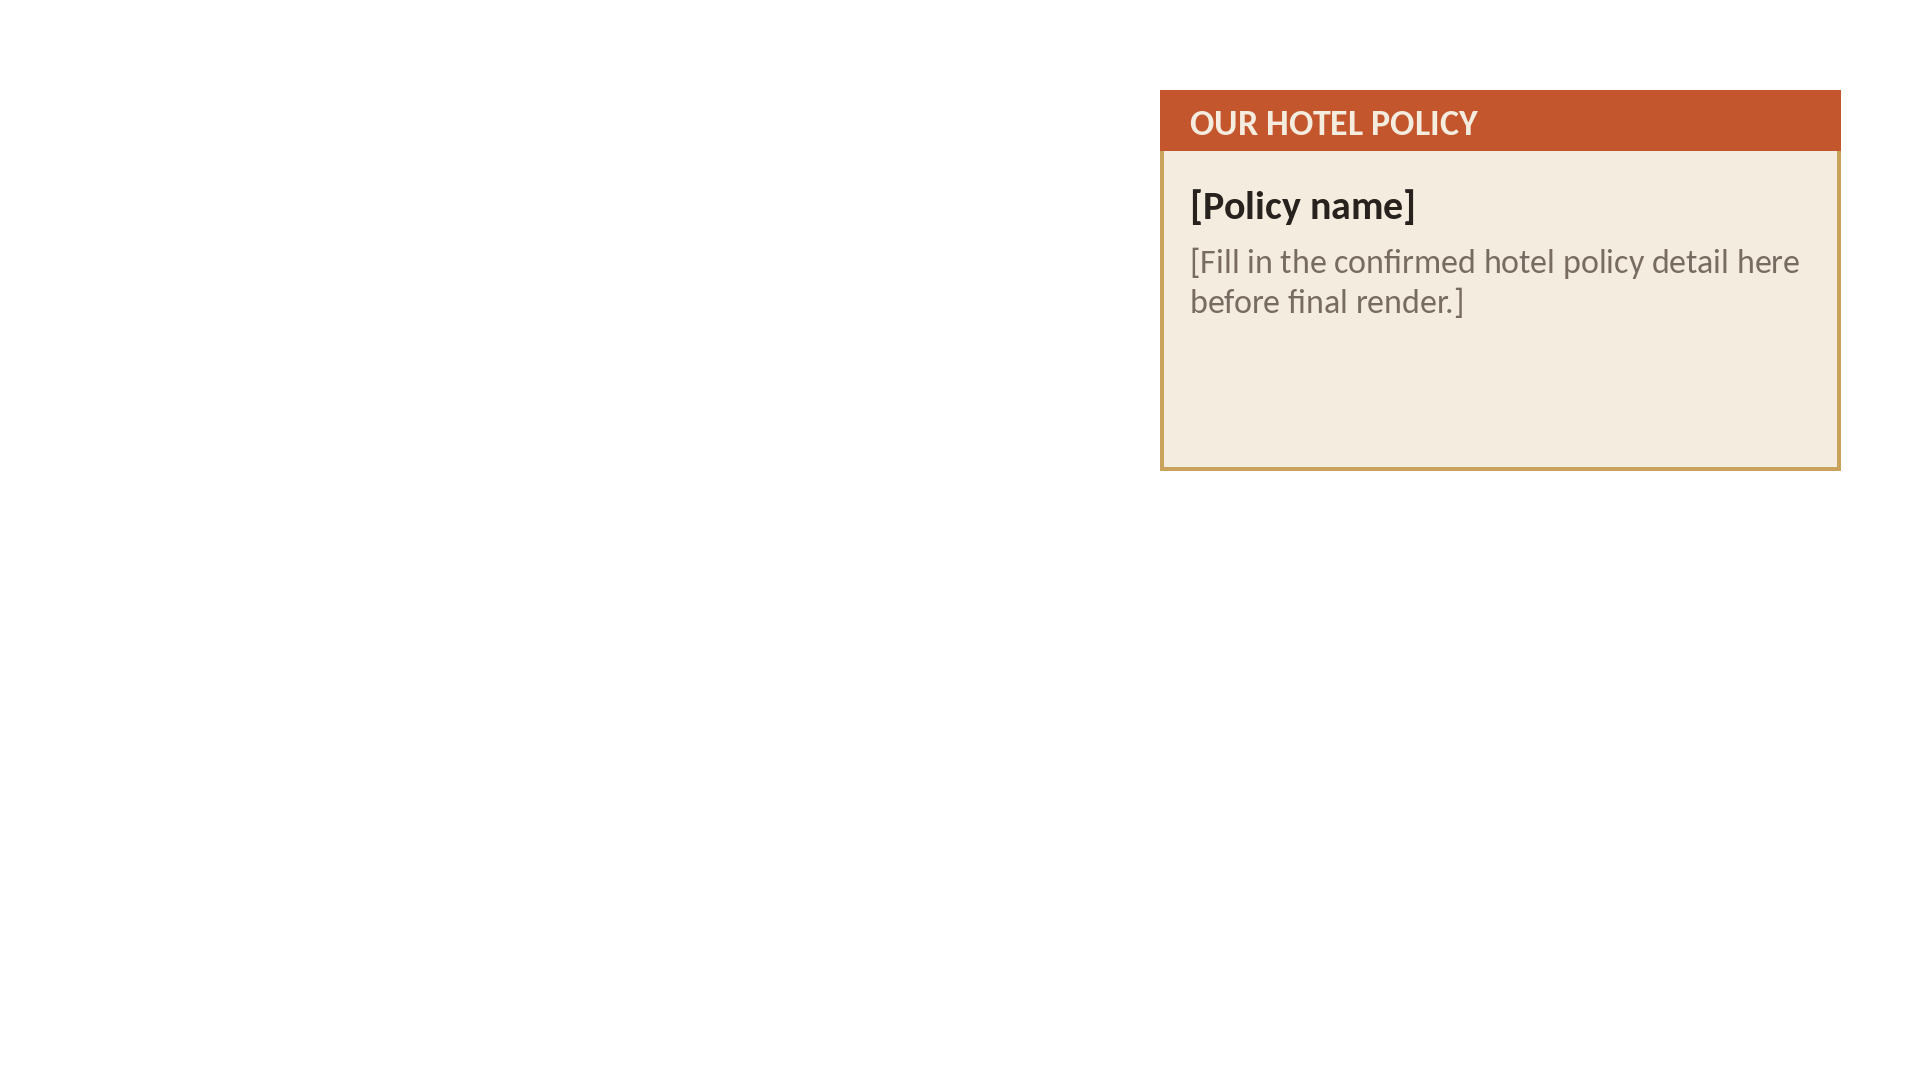 OUR HOTEL POLICY
[Policy name]
[Fill in the confirmed hotel policy detail here
before final render.]